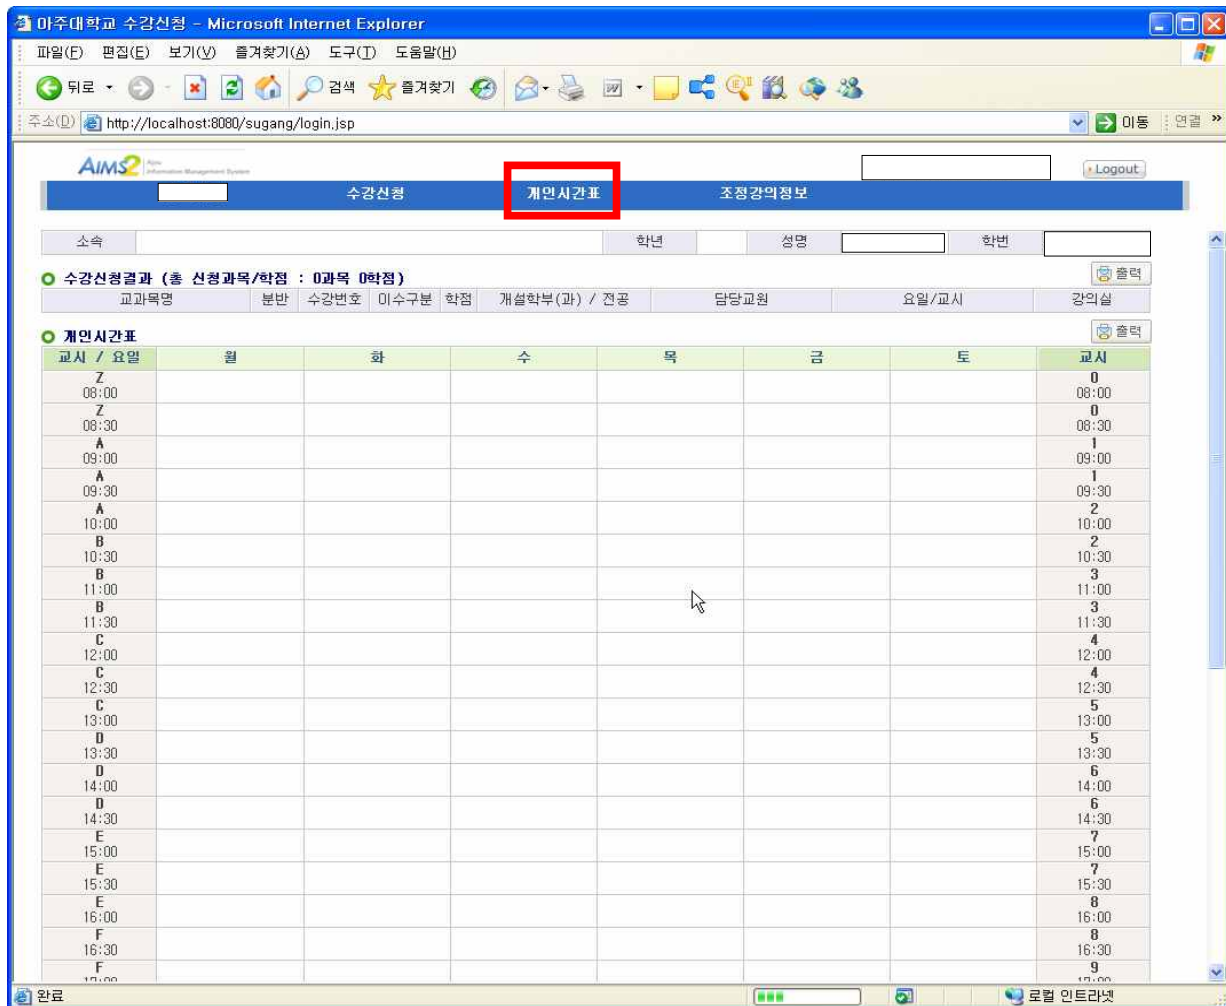 아주대학교 수강신청 - Microsoft Internet Explorer
파일(F) 편집(E) 보기(V) 즐겨찾기(A) 도구(T) 도움말(H)
뒤로 검색 즐겨찾기
주소(D) http://localhost:8080/sugang/login.jsp 이동 연결 »
AIMS2 Ajou Information Management System Logout
수강신청 개인시간표 조정강의정보
소속 학년 성명 학번
수강신청결과 (총 신청과목/학점 : 0과목 0학점) 출력
교과목명 분반 수강번호 이수구분 학점 개설학부(과) / 전공 담당교원 요일/교시 강의실
개인시간표 출력
교시 / 요일 월 화 수 목 금 토 교시
Z 0
08:00 08:00
Z 0
08:30 08:30
A 1
09:00 09:00
A 1
09:30 09:30
A 2
10:00 10:00
B 2
10:30 10:30
B 3
11:00 11:00
B 3
11:30 11:30
C 4
12:00 12:00
C 4
12:30 12:30
C 5
13:00 13:00
D 5
13:30 13:30
D 6
14:00 14:00
D 6
14:30 14:30
E 7
15:00 15:00
E 7
15:30 15:30
E 8
16:00 16:00
F 8
16:30 16:30
F 9
완료 로컬 인트라넷